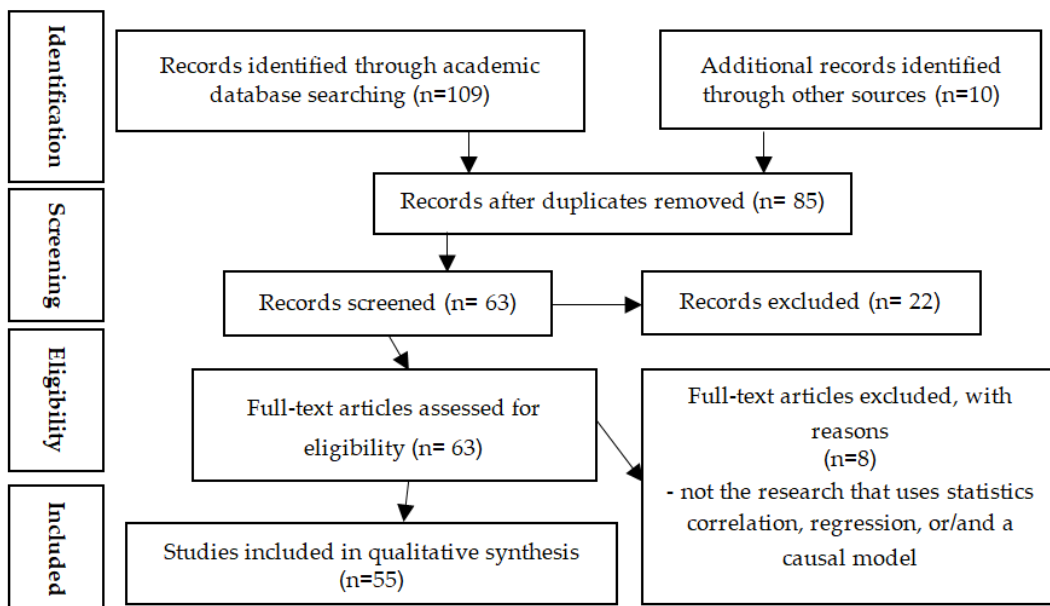 Identification
Records identified through academic
database searching (n=109)
Additional records identified
through other sources (n=10)
Screening
Records after duplicates removed (n= 85)
Records screened (n= 63)
Records excluded (n= 22)
Eligibility
Full-text articles assessed for
eligibility (n= 63)
Full-text articles excluded, with
reasons
(n=8)
- not the research that uses statistics
correlation, regression, or/and a
causal model
Included
Studies included in qualitative synthesis
(n=55)